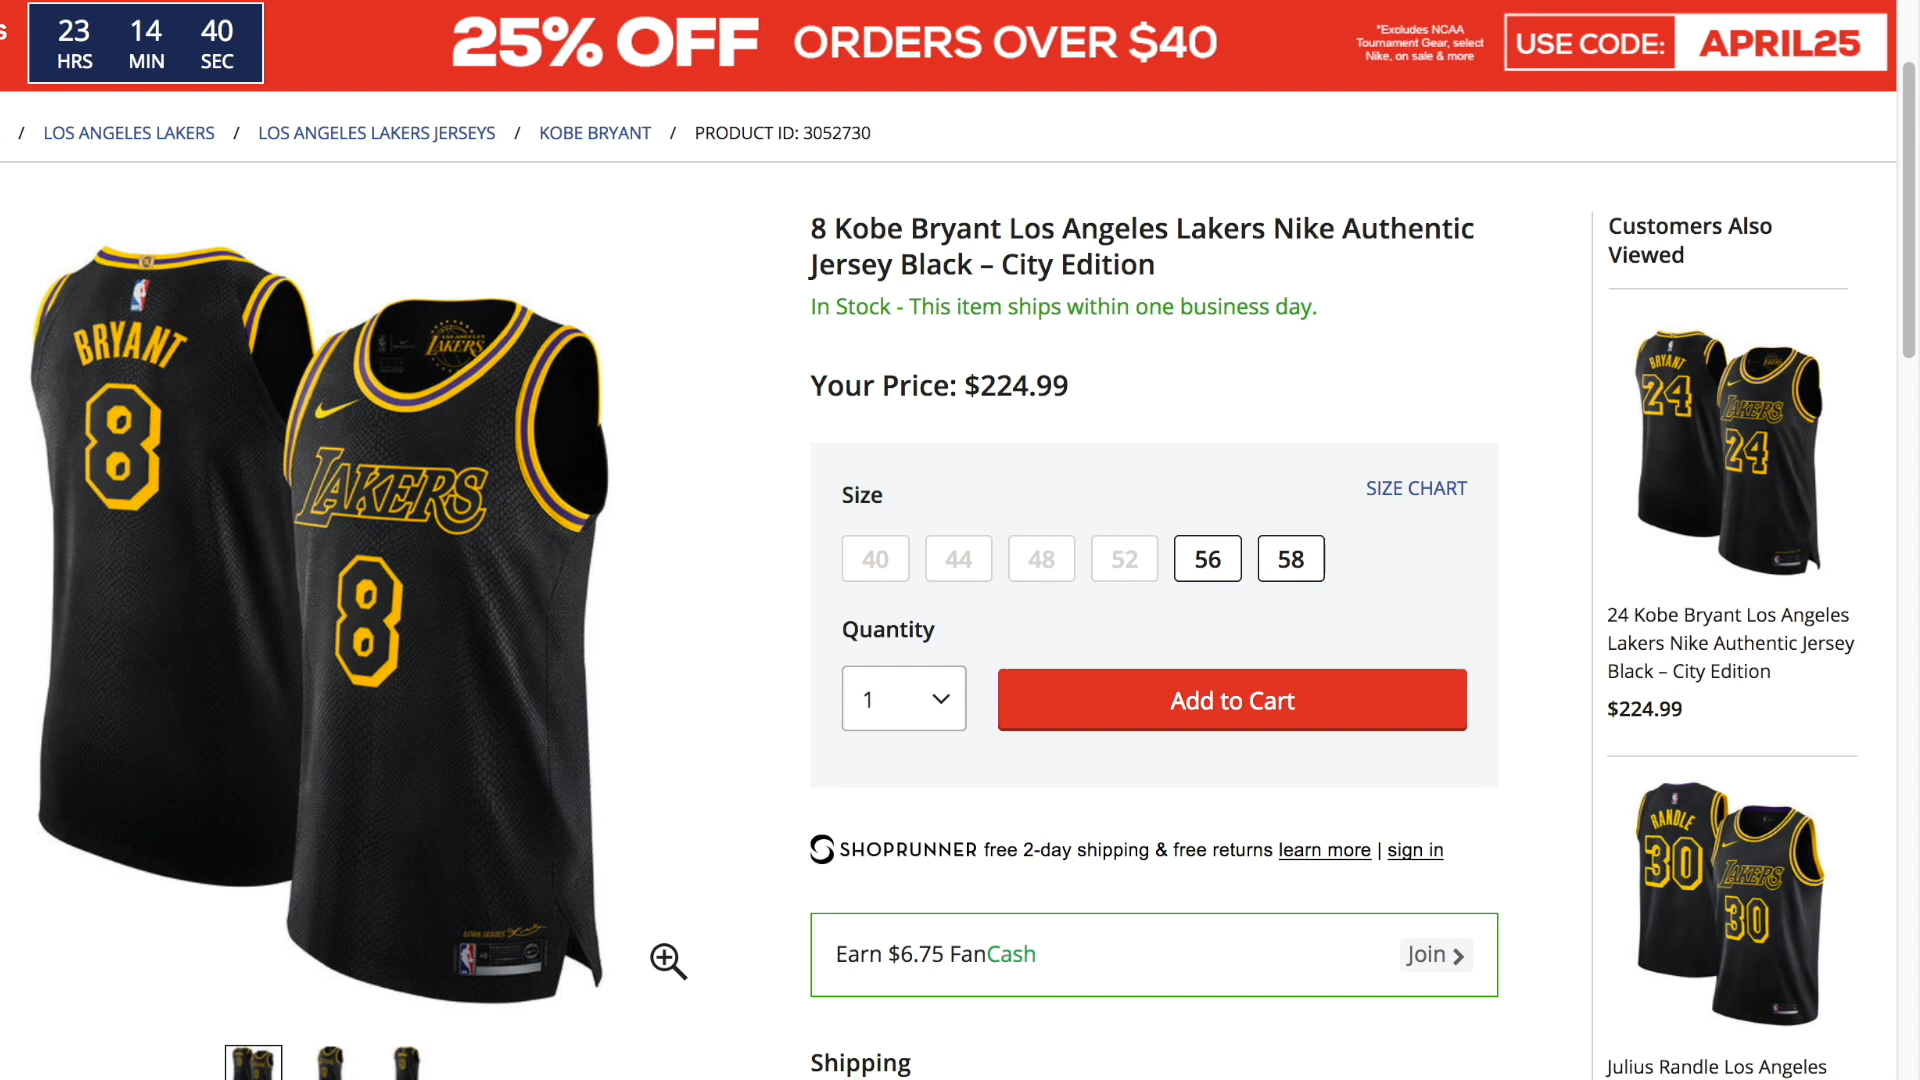 s
23 14 40
HRS MIN SEC
25% OFF ORDERS OVER $40
*Excludes NCAA
Tournament Gear, select
Nike, on sale & more
USE CODE: APRIL25
/ LOS ANGELES LAKERS / LOS ANGELES LAKERS JERSEYS / KOBE BRYANT / PRODUCT ID: 3052730
BRYANT
8
LAKERS
LAKERS
8
8 Kobe Bryant Los Angeles Lakers Nike Authentic
Jersey Black – City Edition
In Stock - This item ships within one business day.
Your Price: $224.99
Size
SIZE CHART
40 44 48 52 56 58
Quantity
1
Add to Cart
SHOPRUNNER free 2-day shipping & free returns learn more | sign in
Earn $6.75 FanCash
Join
Shipping
Customers Also
Viewed
BRYANT
24
LAKERS
24
24 Kobe Bryant Los Angeles
Lakers Nike Authentic Jersey
Black – City Edition
$224.99
RANDLE
30
LAKERS
30
Julius Randle Los Angeles